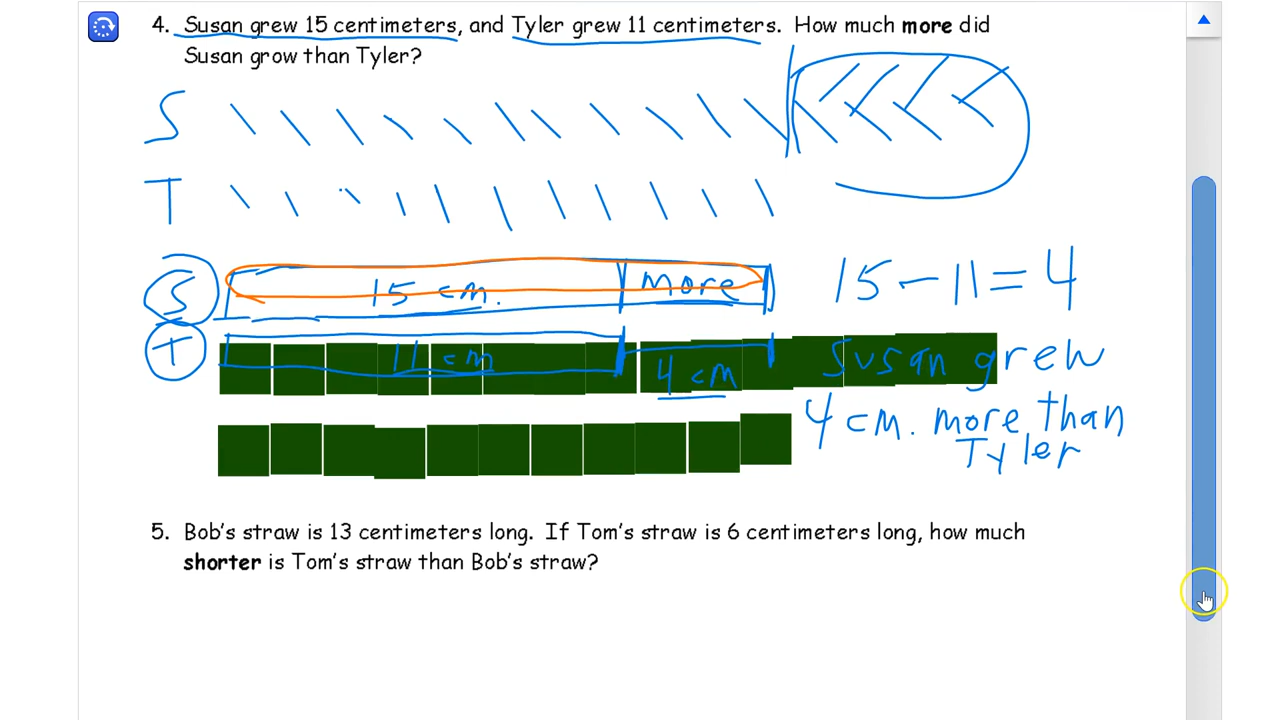 4. Susan grew 15 centimeters, and Tyler grew 11 centimeters. How much more did
Susan grow than Tyler?
S
T
S 15 cm. more 15 - 11 = 4
T 11 cm 4 cm Susan grew
4 cm. more than
Tyler
5. Bob's straw is 13 centimeters long. If Tom's straw is 6 centimeters long, how much
shorter is Tom's straw than Bob's straw?